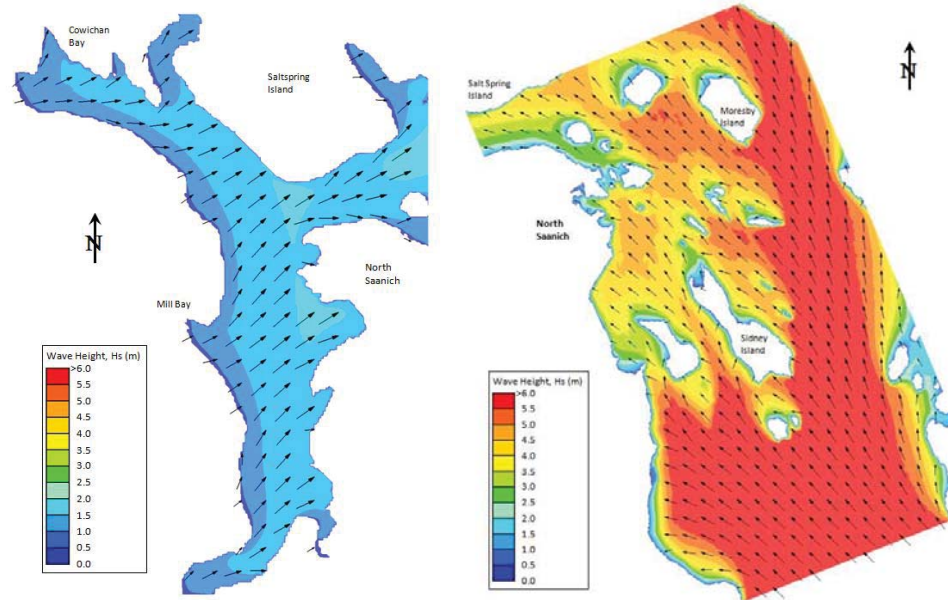 Cowichan
Bay
Saltspring
Island
N
North
Saanich
Mill Bay
Wave Height, Hs (m)
>6.0
5.5
5.0
4.5
4.0
3.5
3.0
2.5
2.0
1.5
1.0
0.5
0.0
N
Salt Spring
Island
Moresby
Island
North
Saanich
Sidney
Island
Wave Height, Hs (m)
>6.0
5.5
5.0
4.5
4.0
3.5
3.0
2.5
2.0
1.5
1.0
0.5
0.0